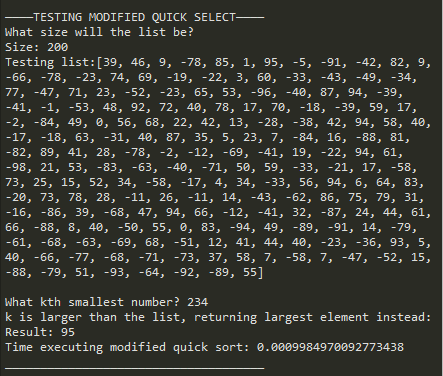 ____TESTING MODIFIED QUICK SELECT____
What size will the list be?
Size: 200
Testing list:[39, 46, 9, -78, 85, 1, 95, -5, -91, -42, 82, 9,
-66, -78, -23, 74, 69, -19, -22, 3, 60, -33, -43, -49, -34,
77, -47, 71, 23, -52, -23, 65, 53, -96, -40, 87, 94, -39,
-41, -1, -53, 48, 92, 72, 40, 78, 17, 70, -18, -39, 59, 17,
-2, -84, 49, 0, 56, 68, 22, 42, 13, -28, -38, 42, 94, 58, 40,
-17, -18, 63, -31, 40, 87, 35, 5, 23, 7, -84, 16, -88, 81,
-82, 89, 41, 28, -78, -2, -12, -69, -41, 19, -22, 94, 61,
-98, 21, 53, -83, -63, -40, -71, 50, 59, -33, -21, 17, -58,
73, 25, 15, 52, 34, -58, -17, 4, 34, -33, 56, 94, 6, 64, 83,
-20, 73, 78, 28, -11, 26, -11, 14, -43, -62, 86, 75, 79, 31,
-16, -86, 39, -68, 47, 94, 66, -12, -41, 32, -87, 24, 44, 61,
66, -88, 8, 40, -50, 55, 0, 83, -94, 49, -89, -91, 14, -79,
-61, -68, -63, -69, 68, -51, 12, 41, 44, 40, -23, -36, 93, 5,
40, -66, -77, -68, -71, -73, 37, 58, 7, -58, 7, -47, -52, 15,
-88, -79, 51, -93, -64, -92, -89, 55]
What kth smallest number? 234
k is larger than the list, returning largest element instead:
Result: 95
Time executing modified quick sort: 0.0009984970092773438